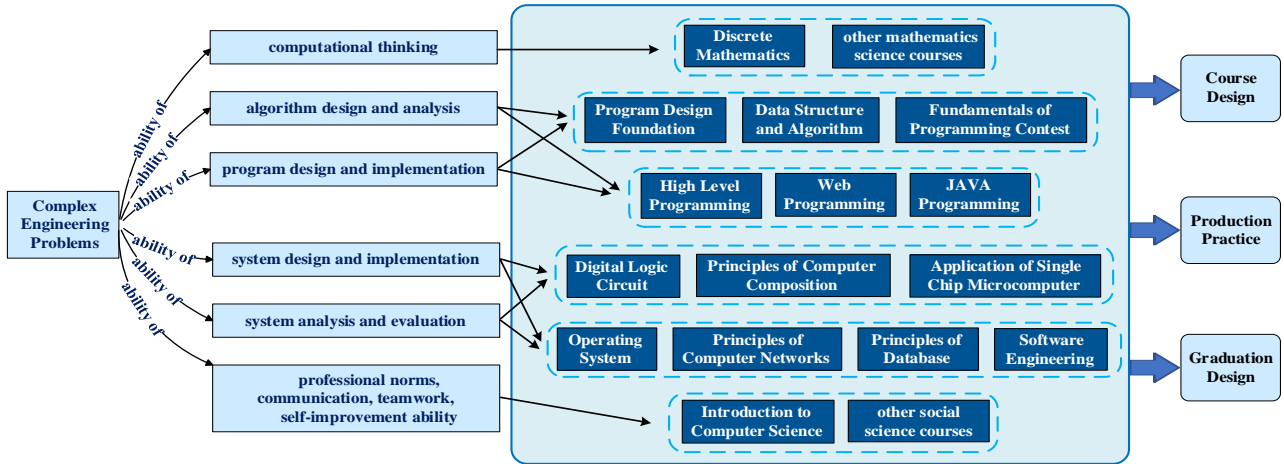 Complex
Engineering
Problems
ability of
ability of
ability of
ability of
ability of
ability of
computational thinking
algorithm design and analysis
program design and implementation
system design and implementation
system analysis and evaluation
professional norms,
communication, teamwork,
self-improvement ability
Discrete
Mathematics
other mathematics
science courses
Program Design
Foundation
Data Structure
and Algorithm
Fundamentals of
Programming Contest
High Level
Programming
Web
Programming
JAVA
Programming
Digital Logic
Circuit
Principles of Computer
Composition
Application of Single
Chip Microcomputer
Operating
System
Principles of
Computer Networks
Principles of
Database
Software
Engineering
Introduction to
Computer Science
other social
science courses
Course
Design
Production
Practice
Graduation
Design